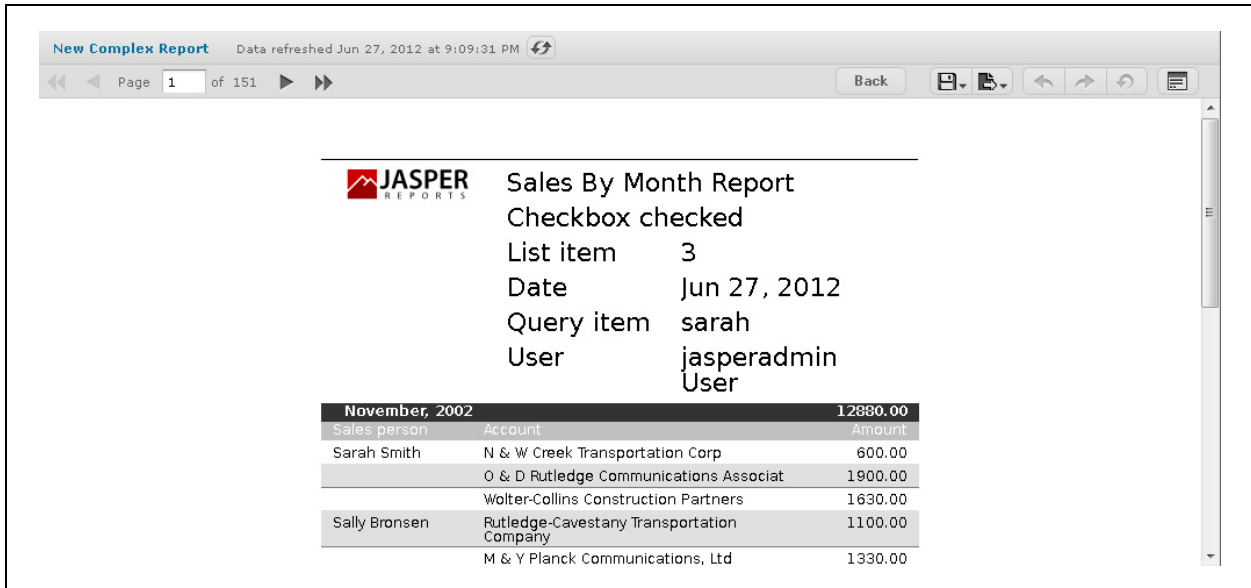 New Complex Report Data refreshed Jun 27, 2012 at 9:09:31 PM
Page 1 of 151 Back
JASPER
REPORTS
Sales By Month Report
Checkbox checked
List item 3
Date Jun 27, 2012
Query item sarah
User jasperadmin
User
November, 2002 12880.00
Sales person Account Amount
Sarah Smith N & W Creek Transportation Corp 600.00
O & D Rutledge Communications Associat 1900.00
Wolter-Collins Construction Partners 1630.00
Sally Bronsen Rutledge-Cavestany Transportation 1100.00
Company
M & Y Planck Communications, Ltd 1330.00